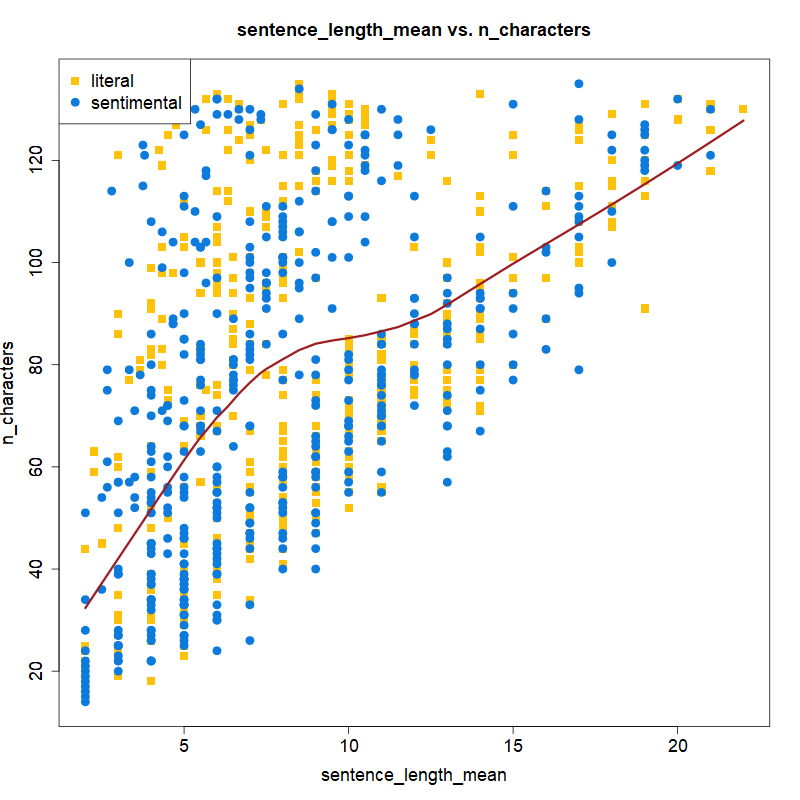 sentence_length_mean vs. n_characters
literal
sentimental
n_characters
20
40
60
80
100
120
5
10
15
20
sentence_length_mean